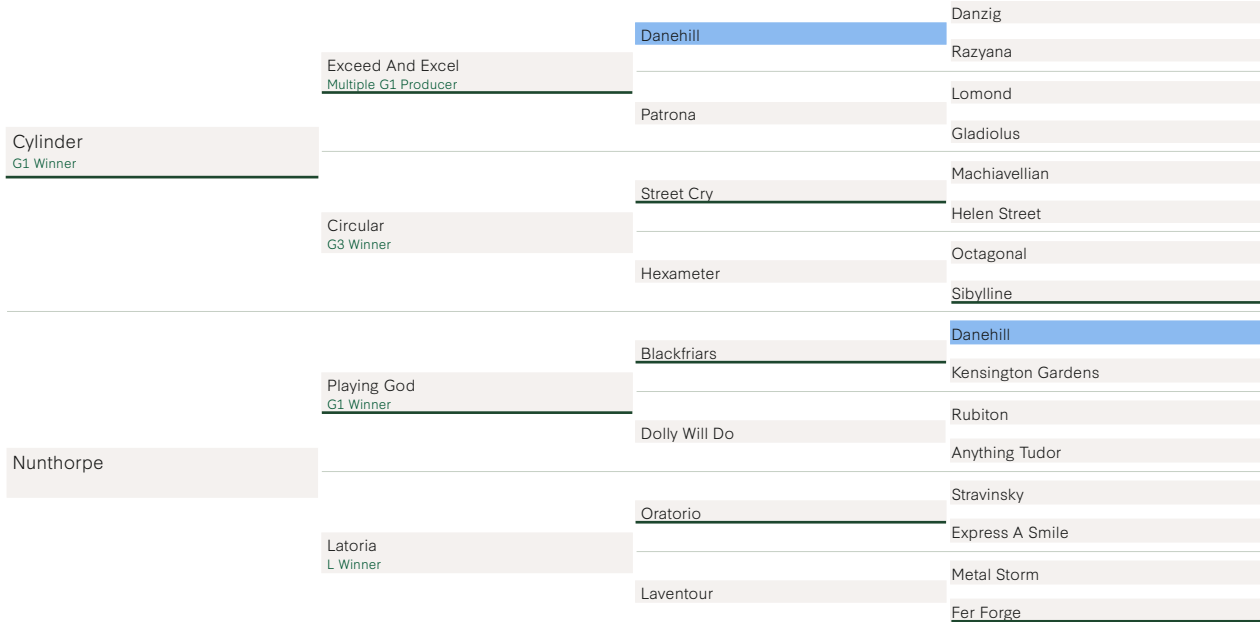 Cylinder
G1 Winner
Exceed And Excel
Multiple G1 Producer
Danehill
Danzig
Razyana
Patrona
Lomond
Gladiolus
Circular
G3 Winner
Street Cry
Machiavellian
Helen Street
Hexameter
Octagonal
Sibylline
Nunthorpe
Playing God
G1 Winner
Blackfriars
Danehill
Kensington Gardens
Dolly Will Do
Rubiton
Anything Tudor
Latoria
L Winner
Oratorio
Stravinsky
Express A Smile
Laventour
Metal Storm
Fer Forge